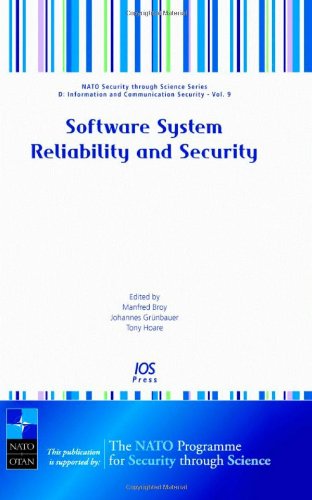 NATO Security through Science Series
D: Information and Communication Security - Vol. 9
Software System
Reliability and Security
Edited by
Manfred Broy
Johannes Grünbauer
Tony Hoare
IOS
Press
NATO
OTAN
This publication
is supported by:
The NATO Programme
for Security through Science